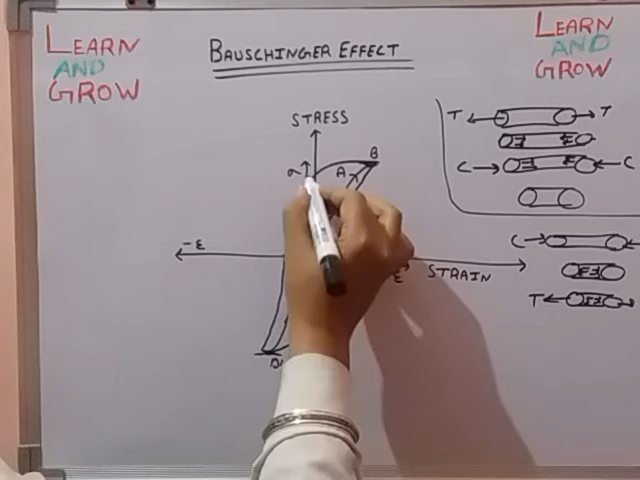 LEARN
AND
GROW
BAUSCHINGER EFFECT
LEARN
AND
GROW
STRESS
T T
C C
σ
A
B
-ε
ε
STRAIN
C
T
D